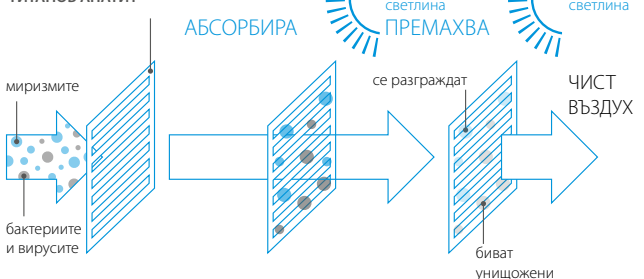 светлина
светлина
АБСОРБИРА
ПРЕМАХВА
миризмите
се разграждат
ЧИСТ
ВЪЗДУХ
бактериите
и вирусите
биват
унищожени